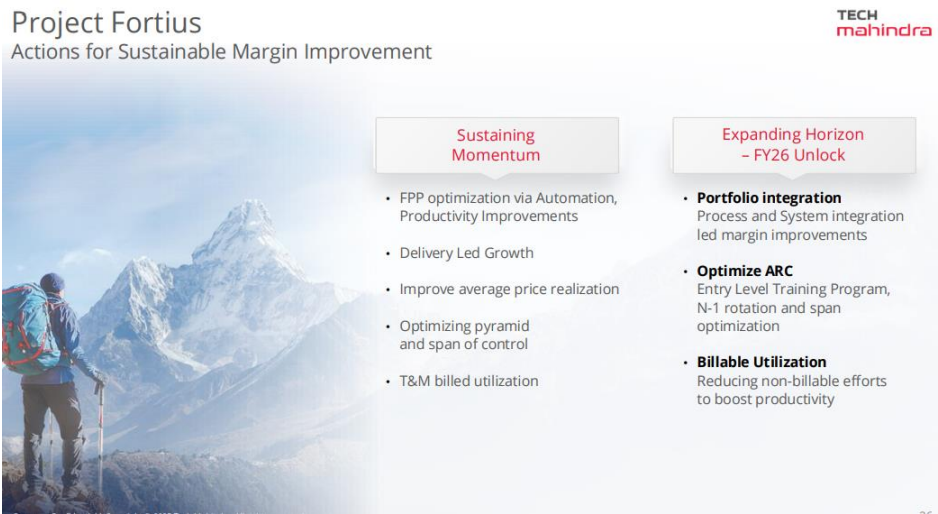 Project Fortius
Actions for Sustainable Margin Improvement
TECH
mahindra
Sustaining
Momentum
• FPP optimization via Automation,
Productivity Improvements
• Delivery Led Growth
• Improve average price realization
• Optimizing pyramid
and span of control
• T&M billed utilization
Expanding Horizon
– FY26 Unlock
• Portfolio integration
Process and System integration
led margin improvements
• Optimize ARC
Entry Level Training Program,
N-1 rotation and span
optimization
• Billable Utilization
Reducing non-billable efforts
to boost productivity